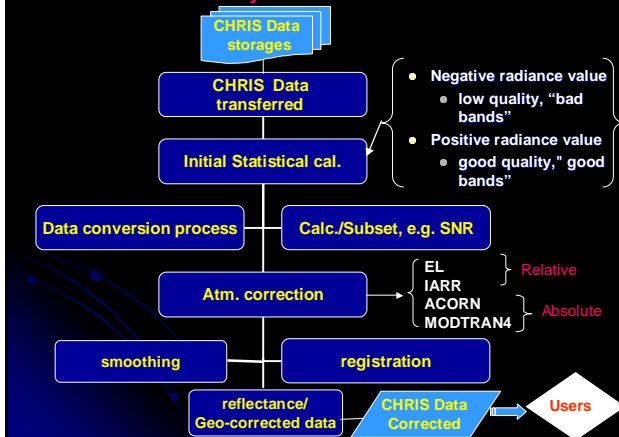 CHRIS Data
storages
CHRIS Data
transferred
Negative radiance value
low quality, “bad
bands”
Positive radiance value
good quality," good
bands”
Initial Statistical cal.
Data conversion process
Calc./Subset, e.g. SNR
Atm. correction
EL
IARR
ACORN
MODTRAN4
Relative
Absolute
smoothing
registration
reflectance/
Geo-corrected data
CHRIS Data
Corrected
Users